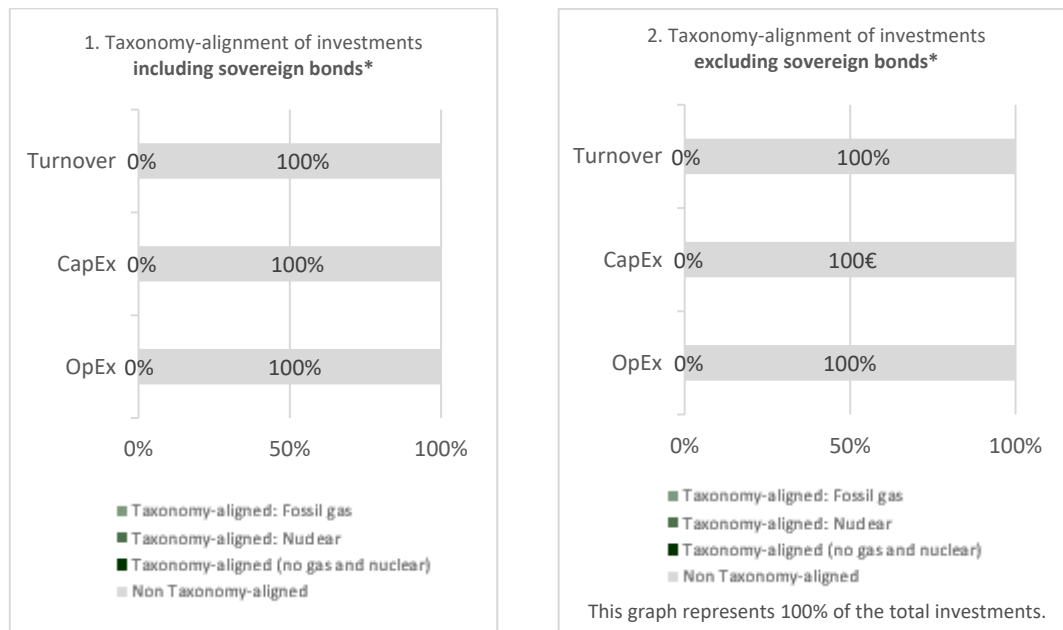 1. Taxonomy-alignment of investments
including sovereign bonds*
Turnover 0% 100%
CapEx 0% 100%
OpEx 0% 100%
0% 50% 100%
Taxonomy-aligned: Fossil gas
Taxonomy-aligned: Nuclear
Taxonomy-aligned (no gas and nuclear)
Non Taxonomy-aligned
2. Taxonomy-alignment of investments
excluding sovereign bonds*
Turnover 0% 100%
CapEx 0% 100€
OpEx 0% 100%
0% 50% 100%
Taxonomy-aligned: Fossil gas
Taxonomy-aligned: Nuclear
Taxonomy-aligned (no gas and nuclear)
Non Taxonomy-aligned
This graph represents 100% of the total investments.